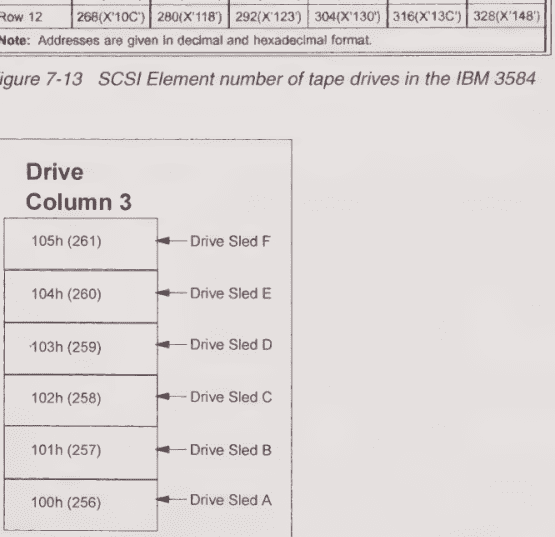 Row 12 268(X'10C') 280(X'118') 292(X'123') 304(X'130') 316(X'13C') 328(X'148')
Note: Addresses are given in decimal and hexadecimal format.
igure 7-13 SCSI Element number of tape drives in the IBM 3584
Drive
Column 3
105h (261) Drive Sled F
104h (260) Drive Sled E
103h (259) Drive Sled D
102h (258) Drive Sled C
101h (257) Drive Sled B
100h (256) Drive Sled A